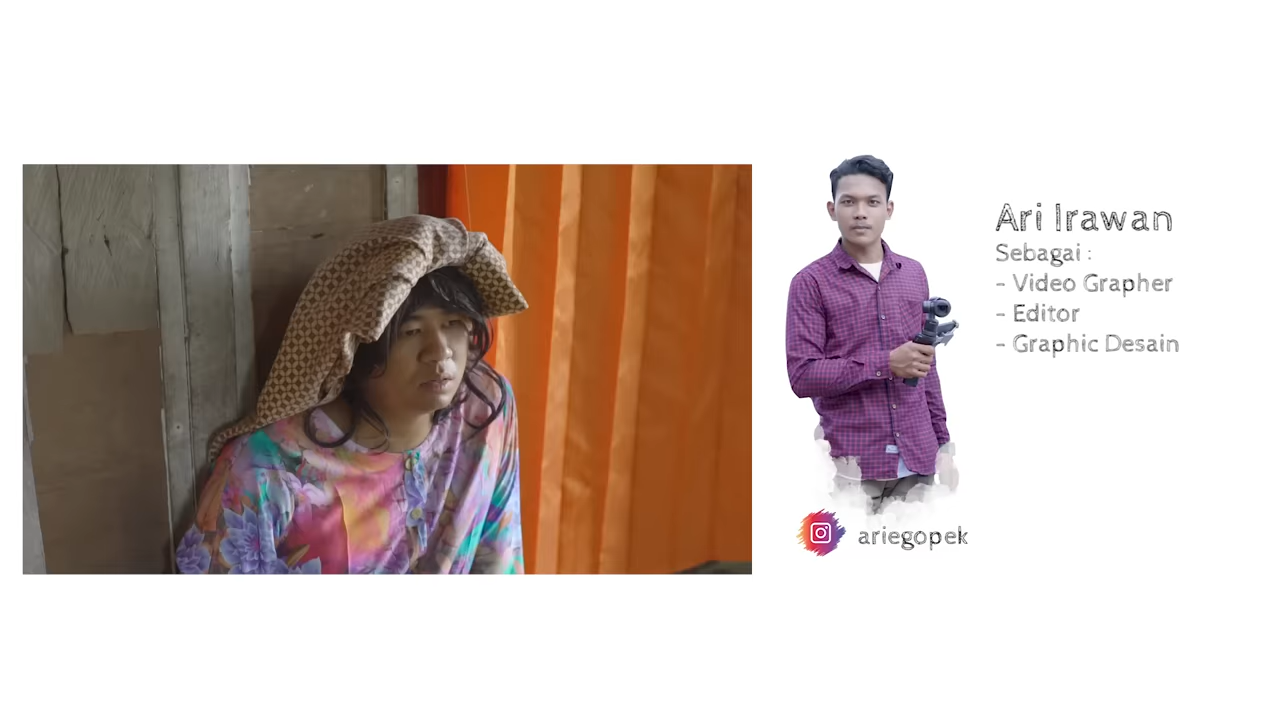 Ari Irawan
Sebagai :
- Video Grapher
- Editor
- Graphic Desain
ariegopek